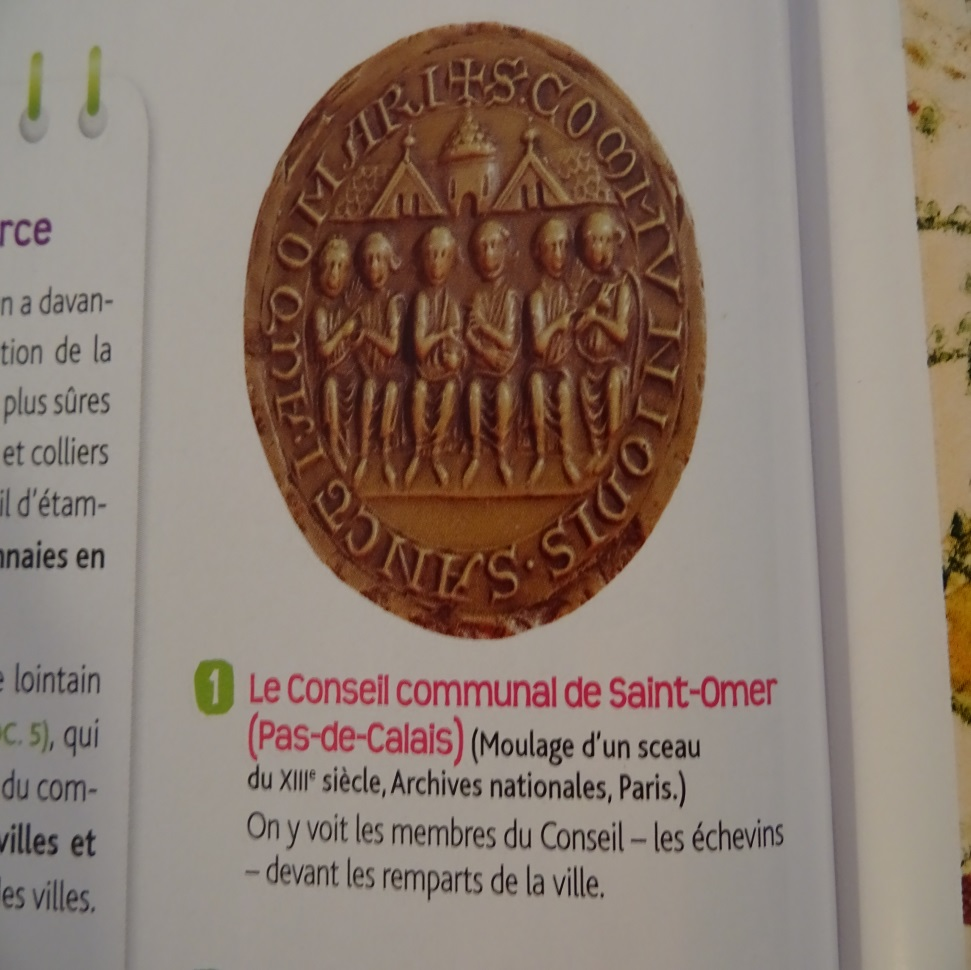 rce
n a davan-
tion de la
plus sûres
et colliers
il d'étam-
nnaies en
e lointain
oc. 5), qui
du com-
villes et
les villes.
✠ S. COMMVNIONIS · SANCTI · AVDOMARI
1 Le Conseil communal de Saint-Omer
(Pas-de-Calais) (Moulage d'un sceau
du XIIIᵉ siècle, Archives nationales, Paris.)
On y voit les membres du Conseil – les échevins
– devant les remparts de la ville.